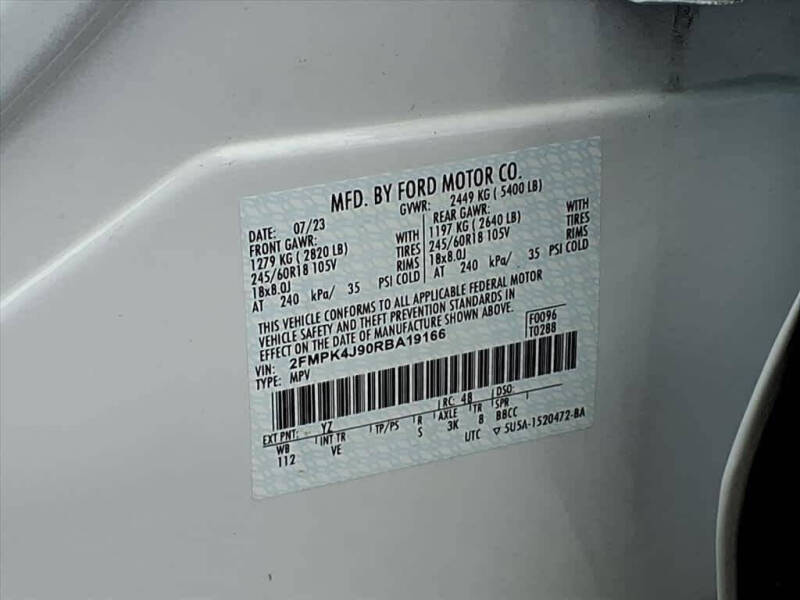 MFD. BY FORD MOTOR CO.
DATE: 07/23 GVWR: 2449 KG ( 5400 LB)
FRONT GAWR: REAR GAWR:
1279 KG ( 2820 LB) WITH 1197 KG ( 2640 LB) WITH
245/60R18 105V TIRES 245/60R18 105V TIRES
18x8.0J RIMS 18x8.0J RIMS
AT 240 kPa/ 35 PSI COLD AT 240 kPa/ 35 PSI COLD
THIS VEHICLE CONFORMS TO ALL APPLICABLE FEDERAL MOTOR
VEHICLE SAFETY AND THEFT PREVENTION STANDARDS IN
EFFECT ON THE DATE OF MANUFACTURE SHOWN ABOVE.
VIN: 2FMPK4J90RBA19166 F0096
TYPE: MPV T0288
EXT PNT: YZ RC: 48 DSO:
WB INT TR TP/PS R AXLE TR SPR
112 VE S 3K 8 BBCC
UTC ▽ 5U5A-1520472-BA